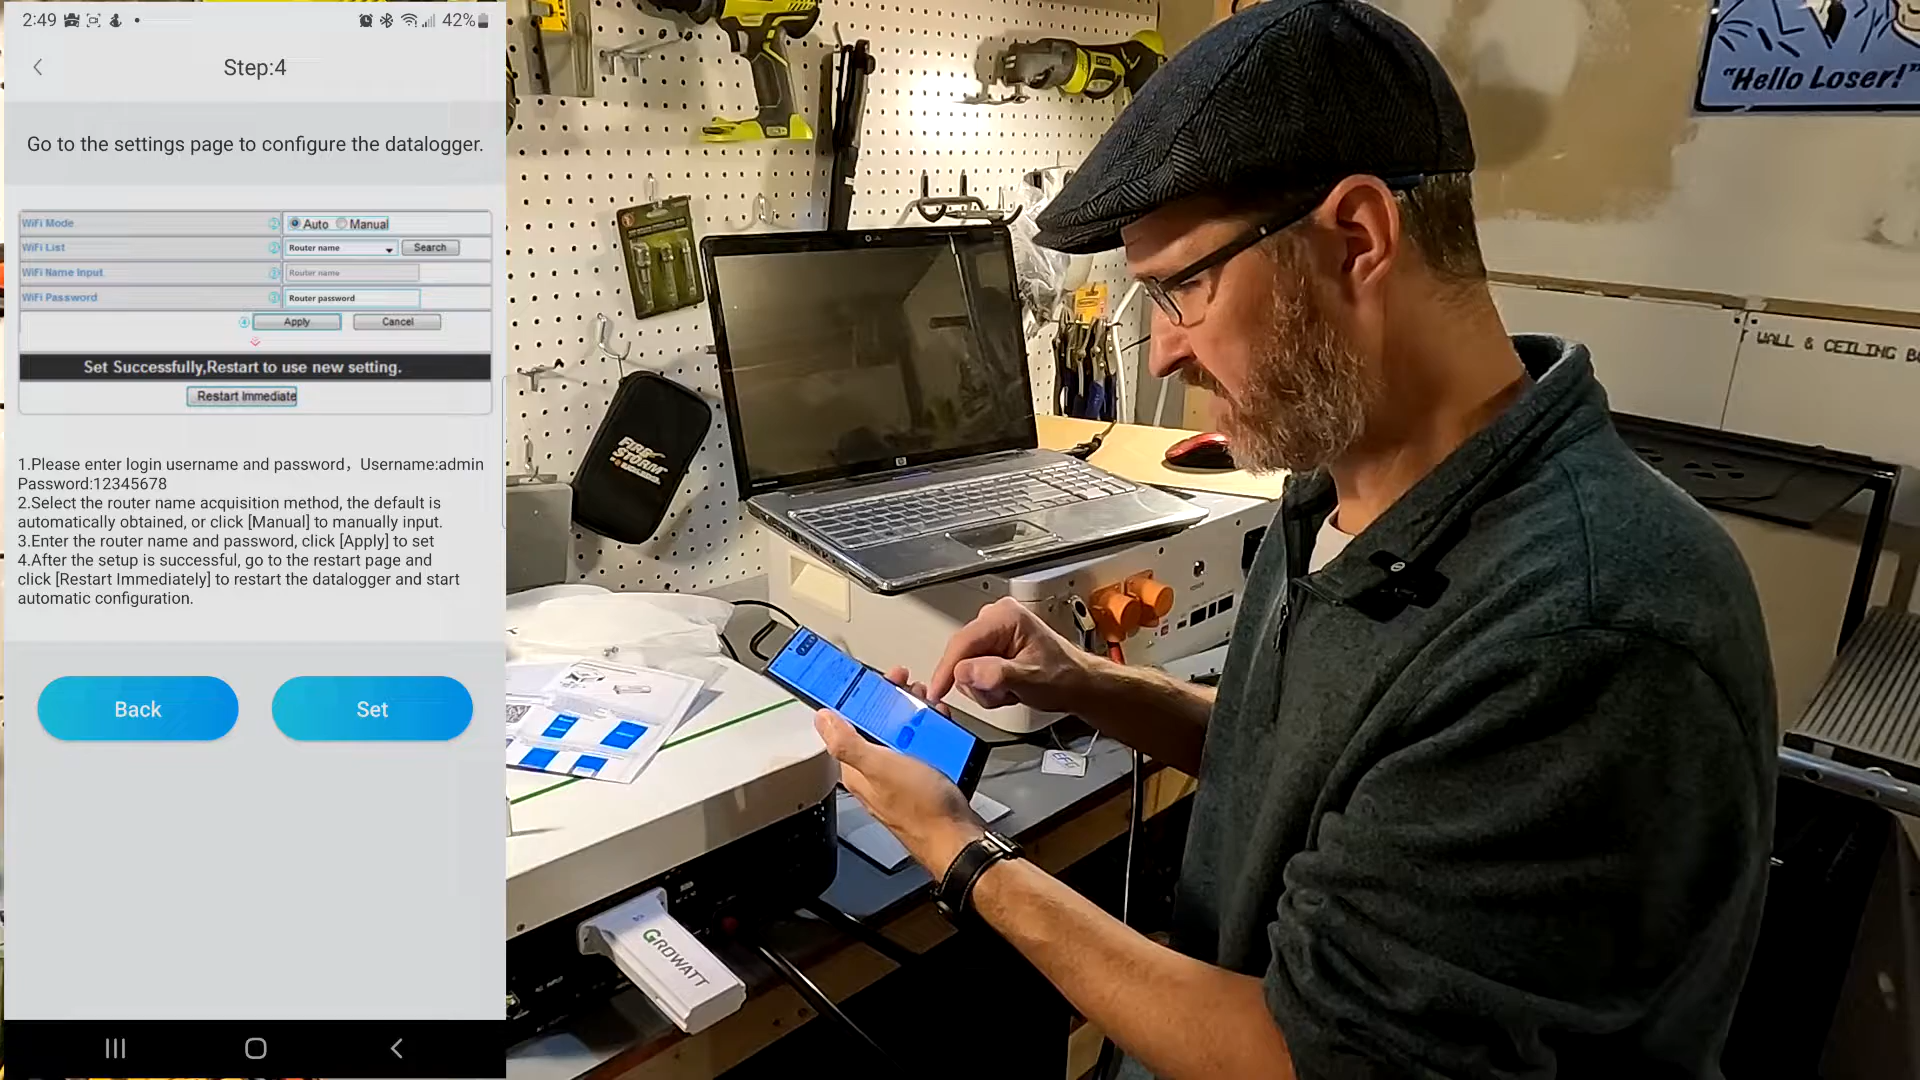 2:49
42%
Step:4
Go to the settings page to configure the datalogger.
WiFi Mode
Auto
Manual
WiFi List
Router name
Search
WiFi Name Input
Router name
WiFi Password
Router password
Apply
Cancel
Set Successfully,Restart to use new setting.
Restart Immediate
1.Please enter login username and password，Username:admin
Password:12345678
2.Select the router name acquisition method, the default is
automatically obtained, or click [Manual] to manually input.
3.Enter the router name and password, click [Apply] to set
4.After the setup is successful, go to the restart page and
click [Restart Immediately] to restart the datalogger and start
automatic configuration.
Back
Set
"Hello Loser!"
WALL & CEILING
FIRE
STORM
GROWATT
hp